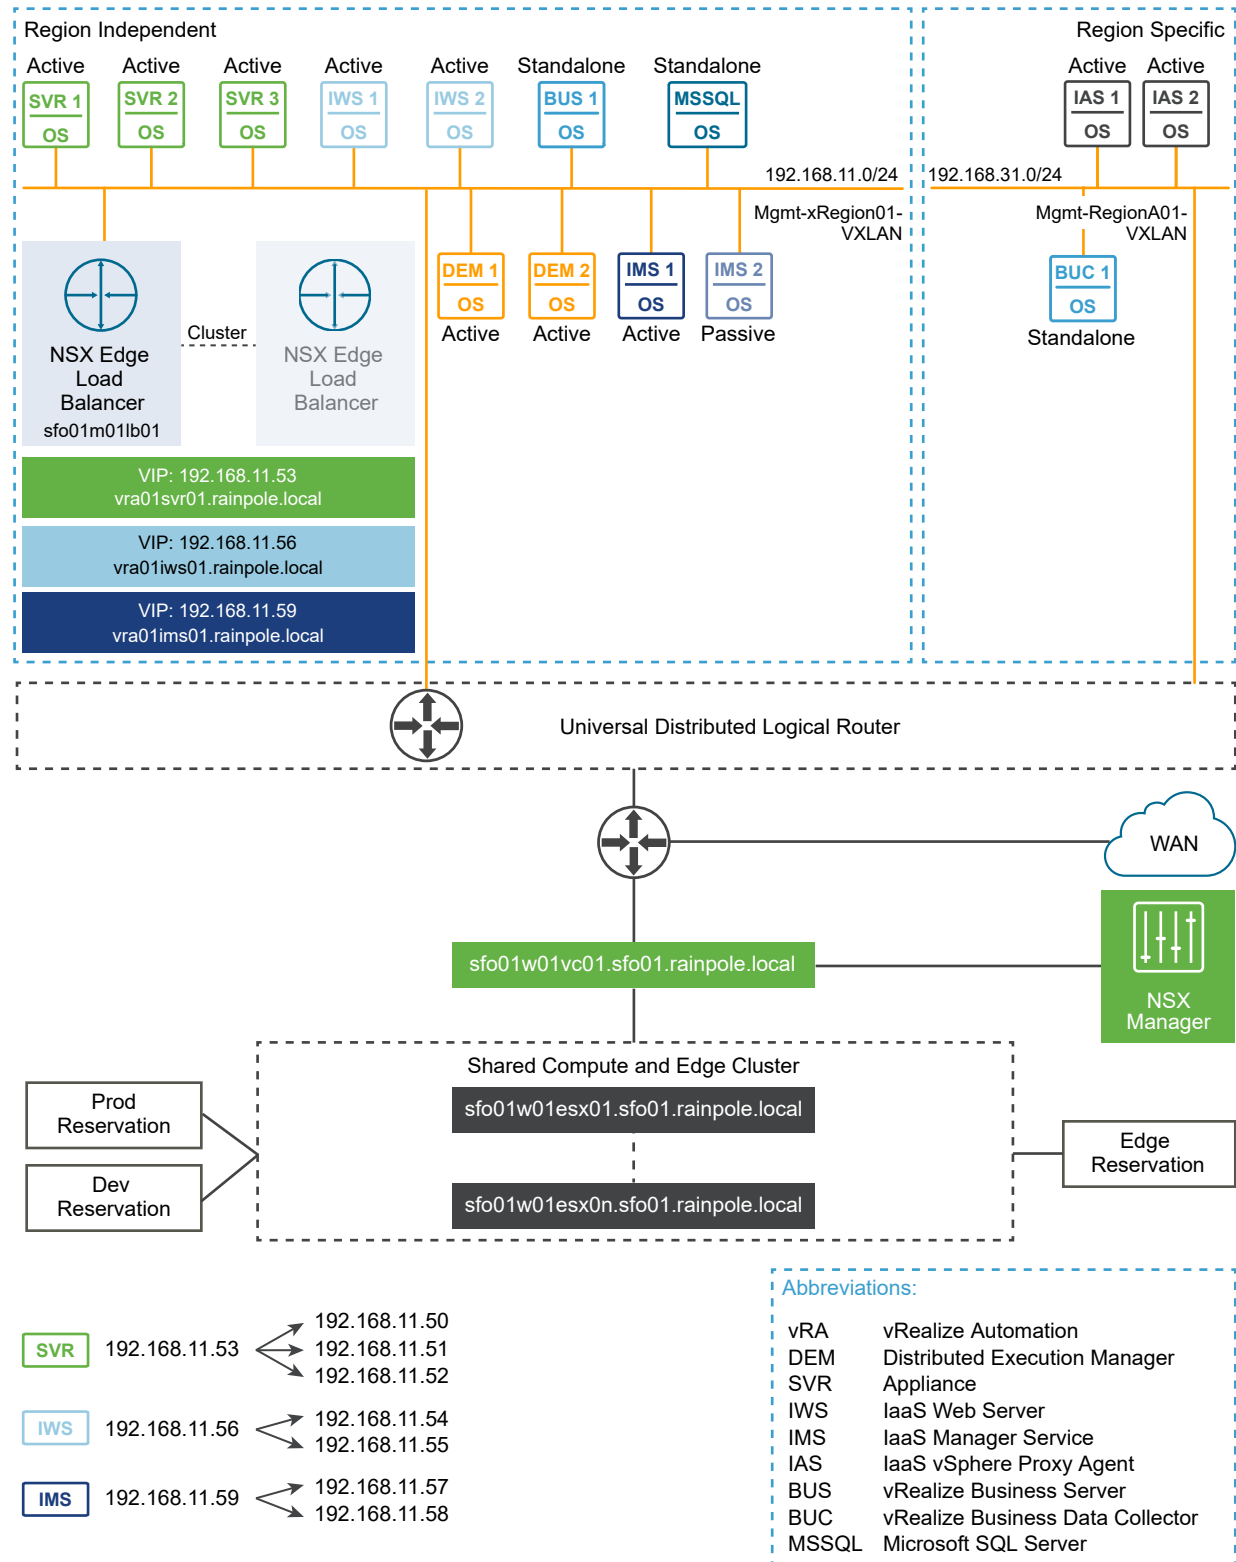 Region Independent
Region Specific
Active
Active
Active
Active
Active
Standalone
Standalone
Active
Active
SVR 1
OS
SVR 2
OS
SVR 3
OS
IWS 1
OS
IWS 2
OS
BUS 1
OS
MSSQL
OS
IAS 1
OS
IAS 2
OS
192.168.11.0/24
192.168.31.0/24
Mgmt-xRegion01-
VXLAN
Mgmt-RegionA01-
VXLAN
DEM 1
OS
Active
DEM 2
OS
Active
IMS 1
OS
Active
IMS 2
OS
Passive
BUC 1
OS
Standalone
NSX Edge
Load
Balancer
sfo01m01lb01
Cluster
NSX Edge
Load
Balancer
VIP: 192.168.11.53
vra01svr01.rainpole.local
VIP: 192.168.11.56
vra01iws01.rainpole.local
VIP: 192.168.11.59
vra01ims01.rainpole.local
Universal Distributed Logical Router
WAN
sfo01w01vc01.sfo01.rainpole.local
NSX
Manager
Shared Compute and Edge Cluster
sfo01w01esx01.sfo01.rainpole.local
sfo01w01esx0n.sfo01.rainpole.local
Prod
Reservation
Dev
Reservation
Edge
Reservation
SVR
192.168.11.53
192.168.11.50
192.168.11.51
192.168.11.52
IWS
192.168.11.56
192.168.11.54
192.168.11.55
IMS
192.168.11.59
192.168.11.57
192.168.11.58
Abbreviations:
vRA vRealize Automation
DEM Distributed Execution Manager
SVR Appliance
IWS IaaS Web Server
IMS IaaS Manager Service
IAS IaaS vSphere Proxy Agent
BUS vRealize Business Server
BUC vRealize Business Data Collector
MSSQL Microsoft SQL Server